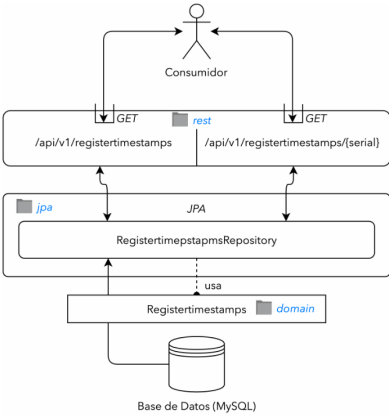 Consumidor
GET
rest
GET
/api/v1/registertimestamps
/api/v1/registertimestamps/{serial}
jpa
JPA
RegistertimepstapmsRepository
usa
Registertimestamps
domain
Base de Datos (MySQL)